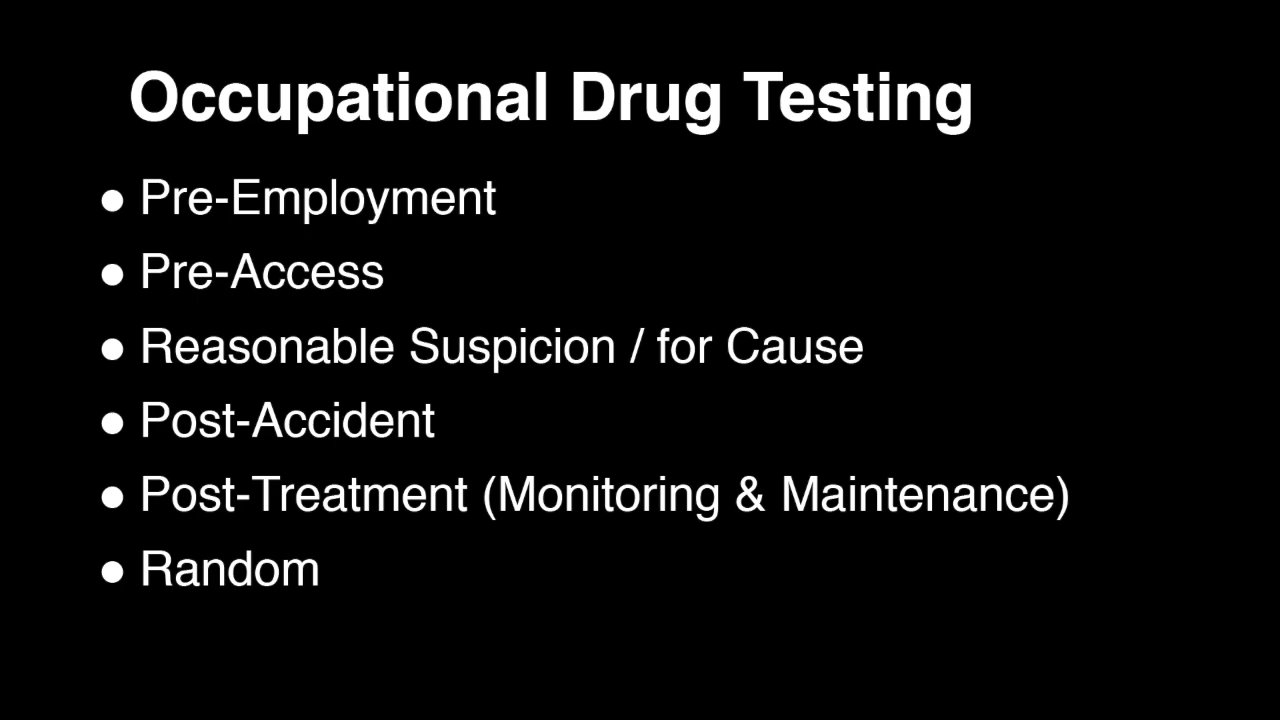 Occupational Drug Testing
● Pre-Employment
● Pre-Access
● Reasonable Suspicion / for Cause
● Post-Accident
● Post-Treatment (Monitoring & Maintenance)
● Random